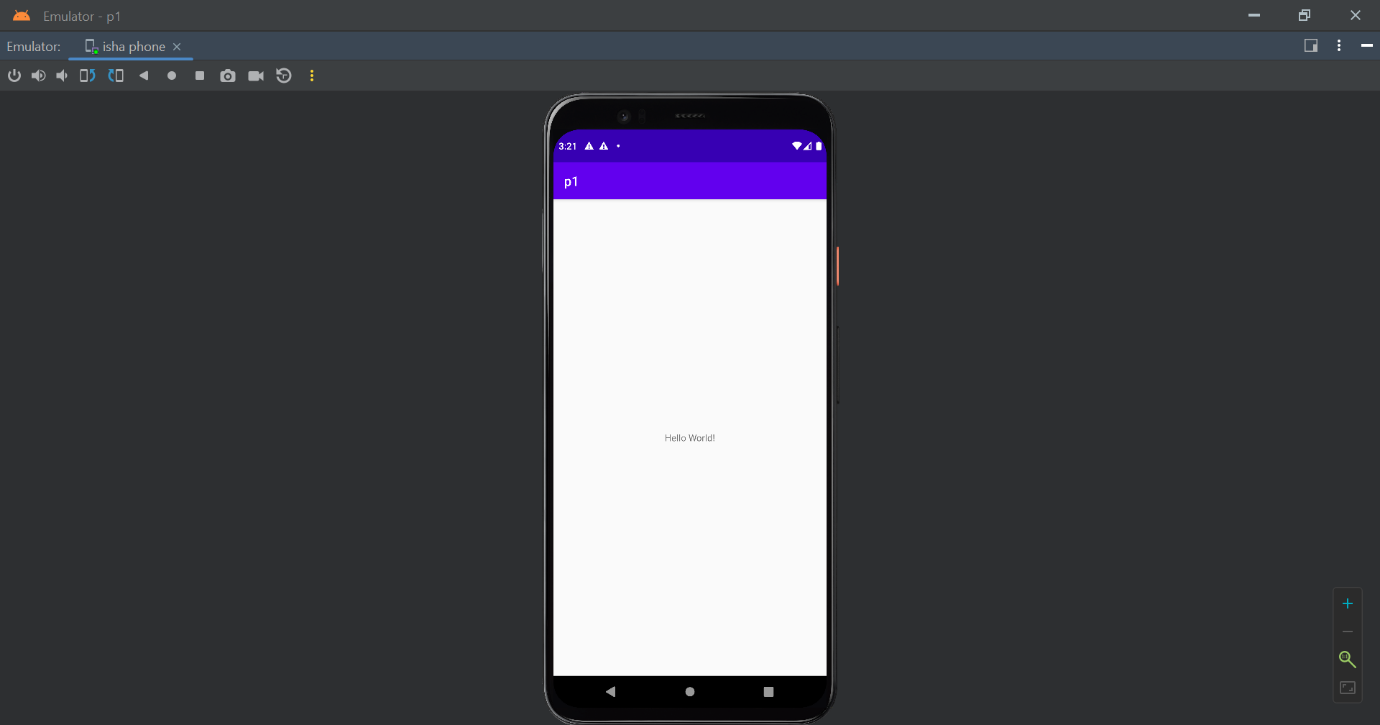 Emulator - p1
Emulator: isha phone
3:21
p1
Hello World!